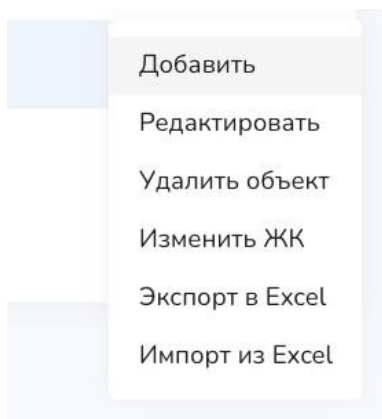 Добавить
Редактировать
Удалить объект
Изменить ЖК
Экспорт в Excel
Импорт из Excel